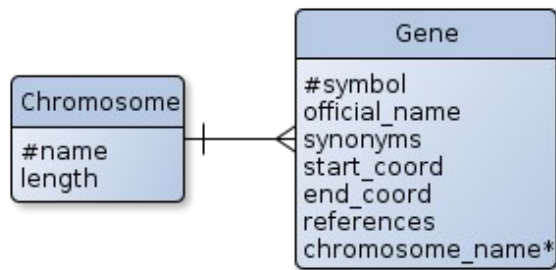 Chromosome
#name
length
Gene
#symbol
official_name
synonyms
start_coord
end_coord
references
chromosome_name*